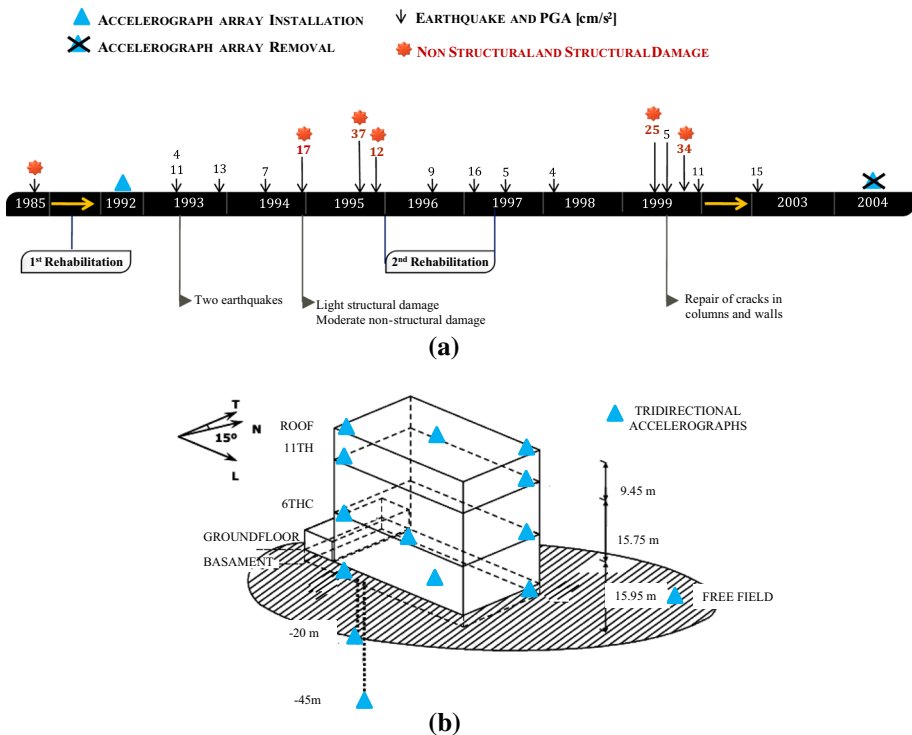 (a)
ACCELEROGRAPH ARRAY INSTALLATION
EARTHQUAKE AND PGA [cm/s²]
ACCELEROGRAPH ARRAY REMOVAL
NON STRUCTURAL AND STRUCTURAL DAMAGE
4
11
13
7
17
37
12
9
16
5
4
25
5
34
11
15
1985
1992
1993
1994
1995
1996
1997
1998
1999
2003
2004
1st Rehabilitation
2nd Rehabilitation
Two earthquakes
Light structural damage
Moderate non-structural damage
Repair of cracks in
columns and walls
(a)
T
N
15º
L
ROOF
11TH
6THC
GROUNDFLOOR
BASAMENT
-20 m
-45m
TRIDIRECTIONAL
ACCELEROGRAPHS
9.45 m
15.75 m
15.95 m
FREE FIELD
(b)